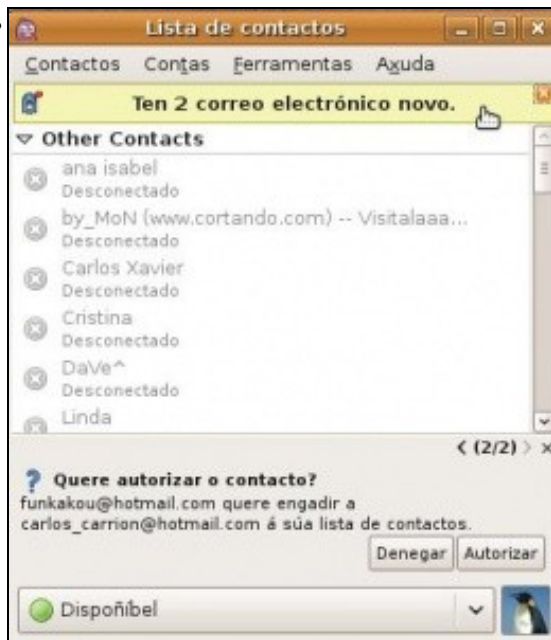 Lista de contactos
Contactos Contas Ferramentas Axuda
Ten 2 correo electrónico novo.
Other Contacts
ana isabel
Desconectado
by_MoN (www.cortando.com) -- Visitalaaa...
Desconectado
Carlos Xavier
Desconectado
Cristina
Desconectado
DaVe^
Desconectado
Linda
(2/2)
Quere autorizar o contacto?
funkakou@hotmail.com quere engadir a
carlos_carrion@hotmail.com á súa lista de contactos.
Denegar Autorizar
Dispoñíbel